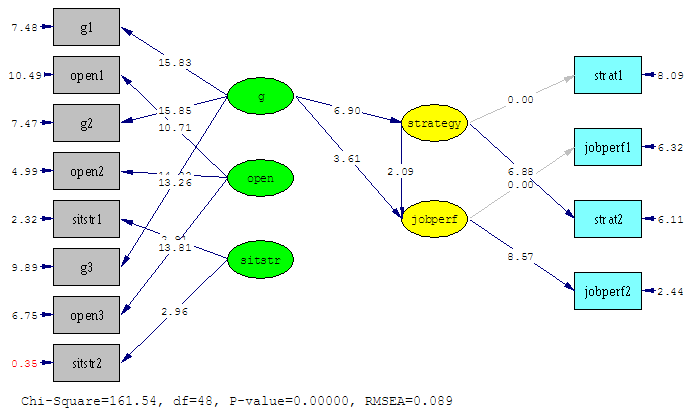 7.48 g1
15.83
10.49 open1
strat1 8.09
g
0.00
15.85
6.90
7.47 g2
10.71
strategy
jobperf1 6.32
3.61
4.99 open2
2.09
6.88
13.26
open
0.00
2.32 sitstr1
jobperf
strat2 6.11
13.81
8.57
9.89 g3
sitstr
jobperf2 2.44
6.75 open3
2.96
0.35 sitstr2
Chi-Square=161.54, df=48, P-value=0.00000, RMSEA=0.089